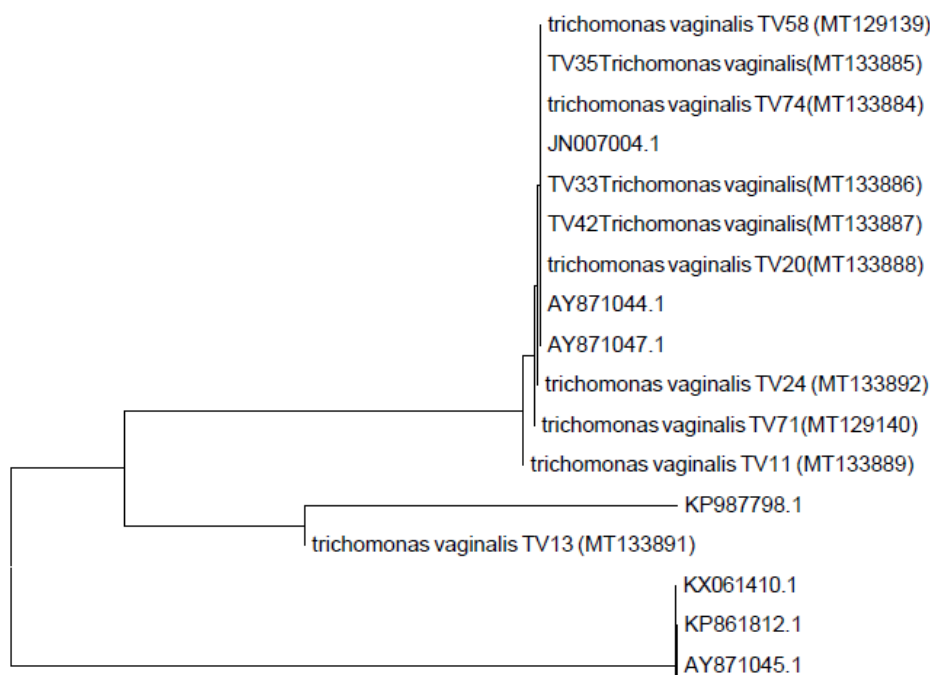 trichomonas vaginalis TV58 (MT129139)
TV35Trichomonas vaginalis(MT133885)
trichomonas vaginalis TV74(MT133884)
JN007004.1
TV33Trichomonas vaginalis(MT133886)
TV42Trichomonas vaginalis(MT133887)
trichomonas vaginalis TV20(MT133888)
AY871044.1
AY871047.1
trichomonas vaginalis TV24 (MT133892)
trichomonas vaginalis TV71(MT129140)
trichomonas vaginalis TV11 (MT133889)
KP987798.1
trichomonas vaginalis TV13 (MT133891)
KX061410.1
KP861812.1
AY871045.1